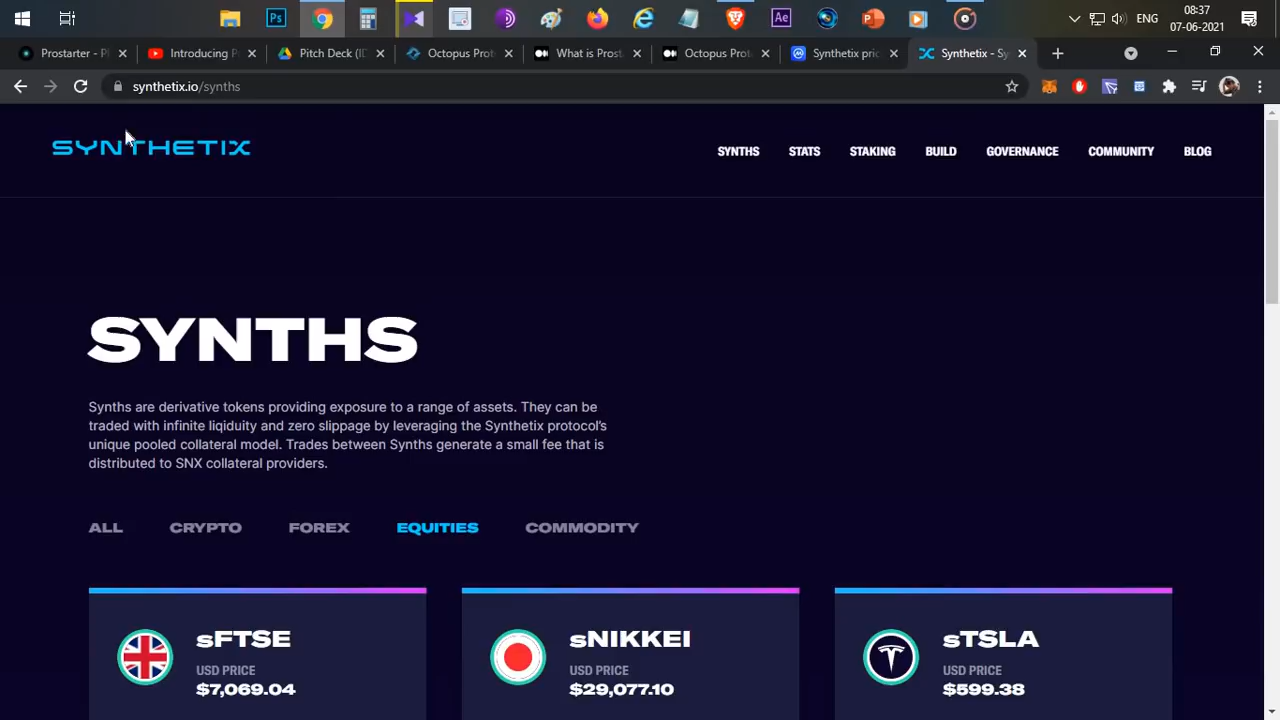 Ps
Ae
ENG
08:37
07-06-2021
Prostarter - Pl
Introducing P
Pitch Deck (ID
Octopus Prot
What is Prost
Octopus Prot
Synthetix pric
Synthetix - Sy
synthetix.io/synths
SYNTHETIX
SYNTHS STATS STAKING BUILD GOVERNANCE COMMUNITY BLOG
SYNTHS
Synths are derivative tokens providing exposure to a range of assets. They can be
traded with infinite liqiduity and zero slippage by leveraging the Synthetix protocol's
unique pooled collateral model. Trades between Synths generate a small fee that is
distributed to SNX collateral providers.
ALL CRYPTO FOREX EQUITIES COMMODITY
sFTSE
USD PRICE
$7,069.04
sNIKKEI
USD PRICE
$29,077.10
sTSLA
USD PRICE
$599.38